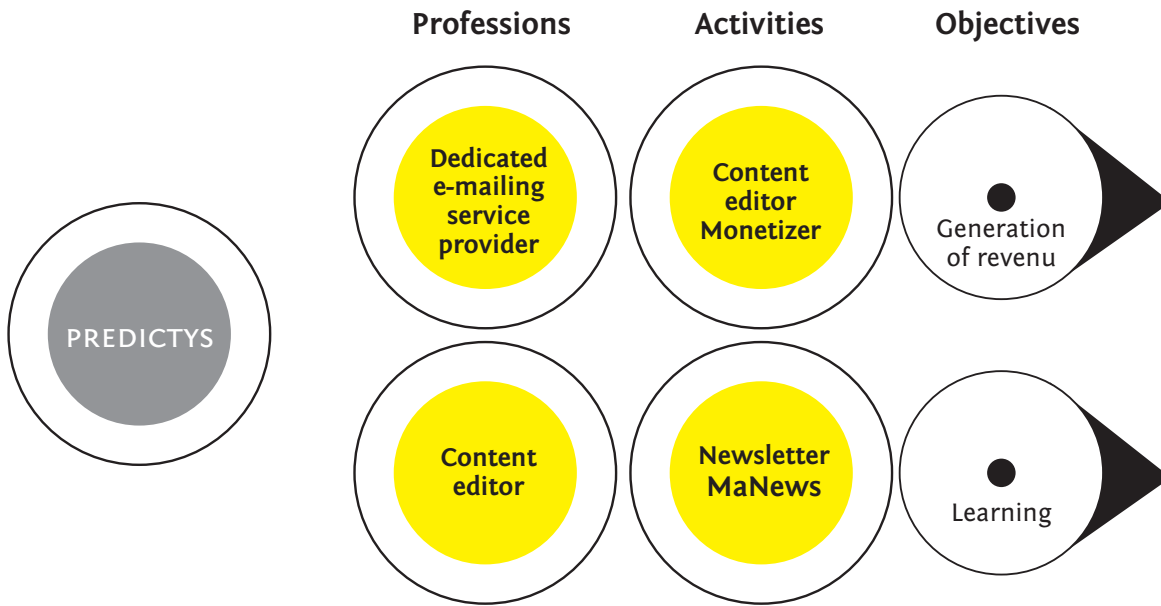 Professions Activities Objectives
Dedicated
e-mailing
service
provider
Content
editor
Monetizer
Generation
of revenu
PREDICTYS
Content
editor
Newsletter
MaNews
Learning